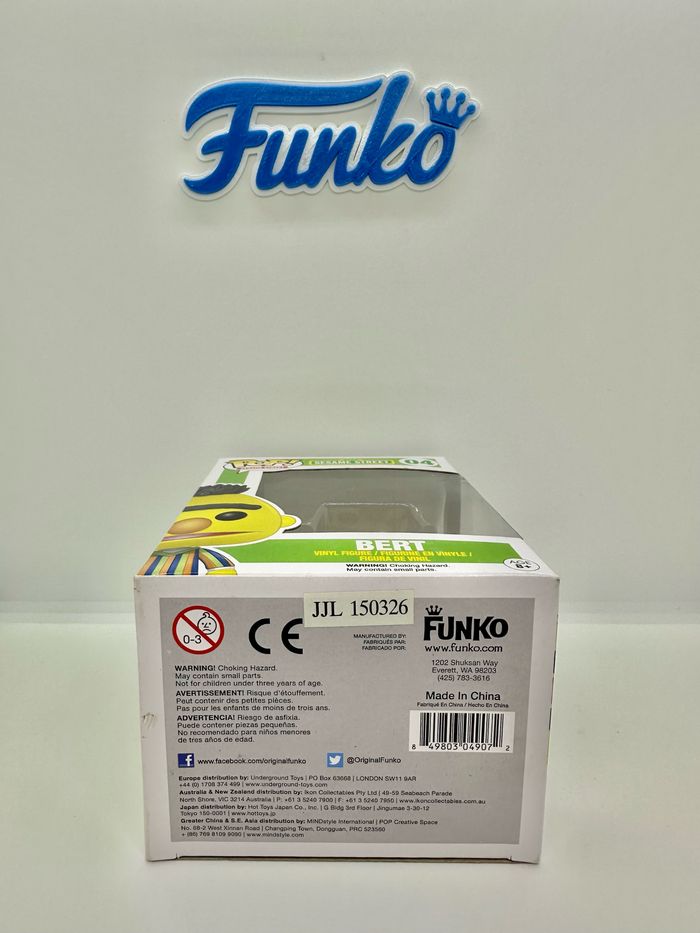 Funko
POP!
SESAME STREET
04
BERT
VINYL FIGURE / FIGURINE EN VINYLE /
FIGURA DE VINIL
WARNING: Choking Hazard.
May contain small parts.
AGE
JJL 150326
0-3
CE
MANUFACTURED BY:
FABRIQUÉS PAR:
FABRICADO POR:
FUNKO
www.funko.com
1202 Shuksan Way
Everett, WA 98203
(425) 783-3616
Made In China
Fabriqué En China / Hecho En China
8 49803 04907 2
WARNING! Choking Hazard.
May contain small parts.
Not for children under three years of age.
AVERTISSEMENT! Risque d'étouffement.
Peut contenir des petites pièces.
Pas pour les enfants de moins de trois ans.
ADVERTENCIA! Riesgo de asfixia.
Puede contener piezas pequeñas.
No recomendado para niños menores
de tres años de edad.
www.facebook.com/originalfunko
@OriginalFunko
Europe distribution by: Underground Toys | PO Box 63668 | LONDON SW11 9AR
+44 (0) 1708 374 499 | www.underground-toys.com
Australia & New Zealand distribution by: Ikon Collectables Pty Ltd | 49-59 Seabeach Parade
North Shore, VIC 3214 Australia | P: +61 3 5240 7900 | F: +61 3 5240 7950 | www.ikoncollectables.com.au
Japan distribution by: Hot Toys Japan Co., Inc. | G Bldg 3rd Floor | Jingumae 3-30-12
Tokyo 150-0001 | www.hottoys.jp
Greater China & S.E. Asia distribution by: MINDstyle International | POP Creative Space
No. 68-2 West Xinnan Road | Changping Town, Dongguan, PRC 523560
+ (86) 769 8109 9090 | www.mindstyle.com